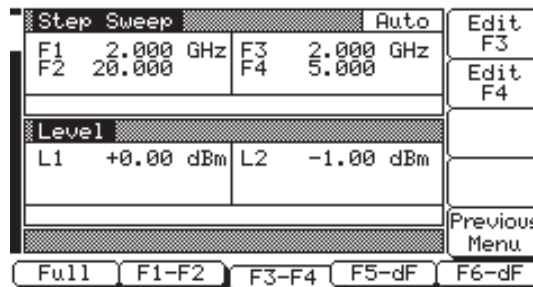 Step Sweep Auto
F1 2.000 GHz F3 2.000 GHz
F2 20.000 F4 5.000
Level
L1 +0.00 dBm L2 -1.00 dBm
Edit
F3
Edit
F4
Previous
Menu
Full F1-F2 F3-F4 F5-dF F6-dF